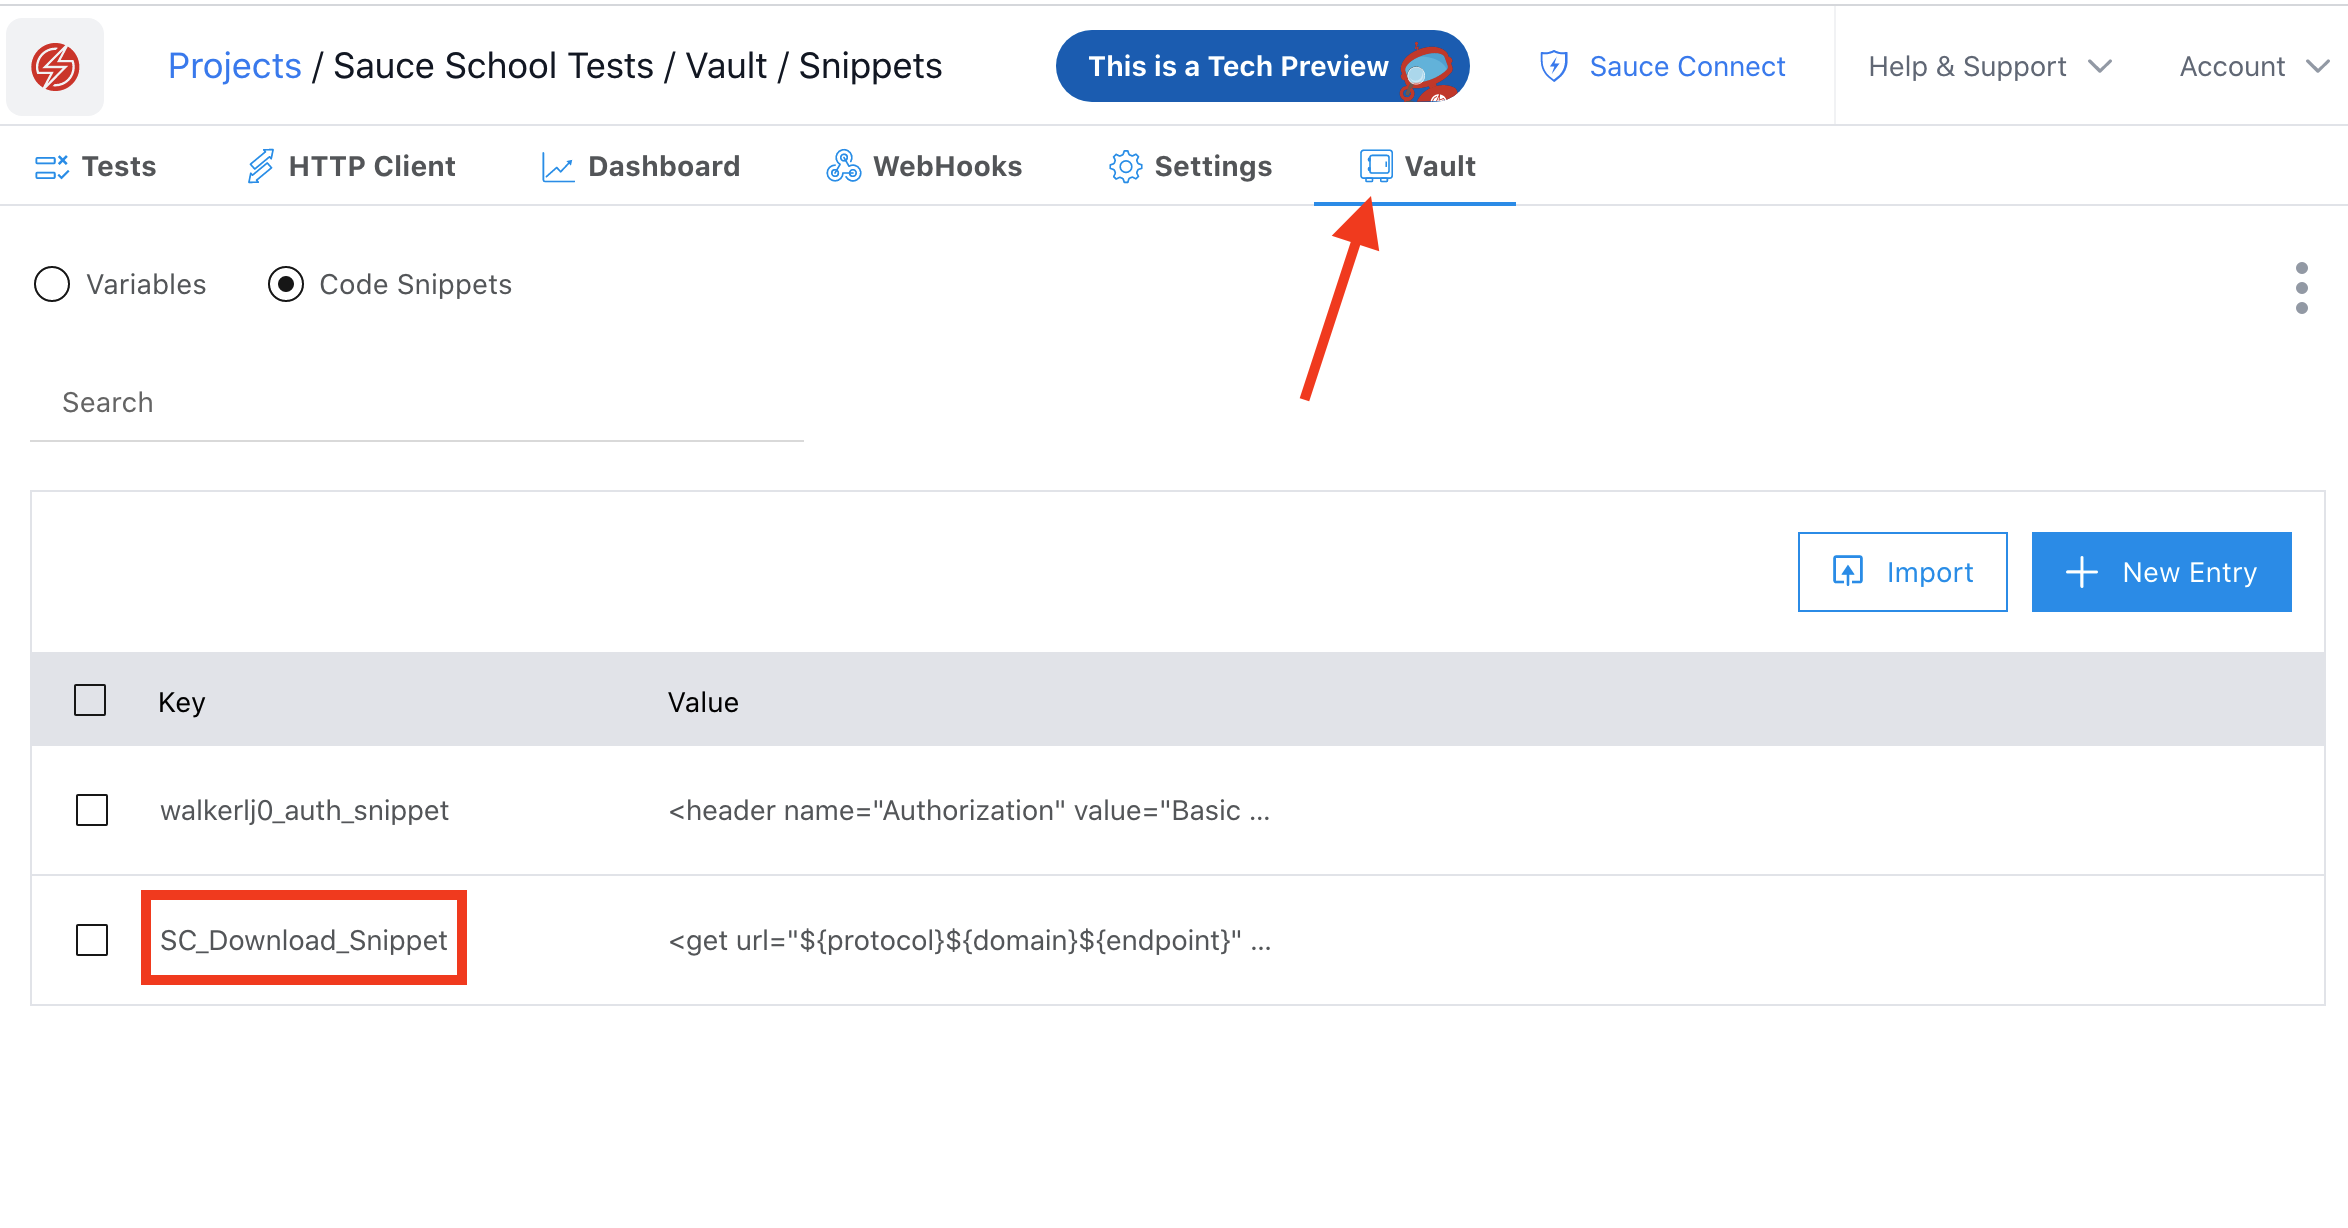 Projects / Sauce School Tests / Vault / Snippets
This is a Tech Preview
Sauce Connect
Help & Support
Account
Tests
HTTP Client
Dashboard
WebHooks
Settings
Vault
Variables
Code Snippets
Search
Import
New Entry
Key
Value
walkerlj0_auth_snippet
<header name="Authorization" value="Basic ...
SC_Download_Snippet
<get url="${protocol}${domain}${endpoint}" ...